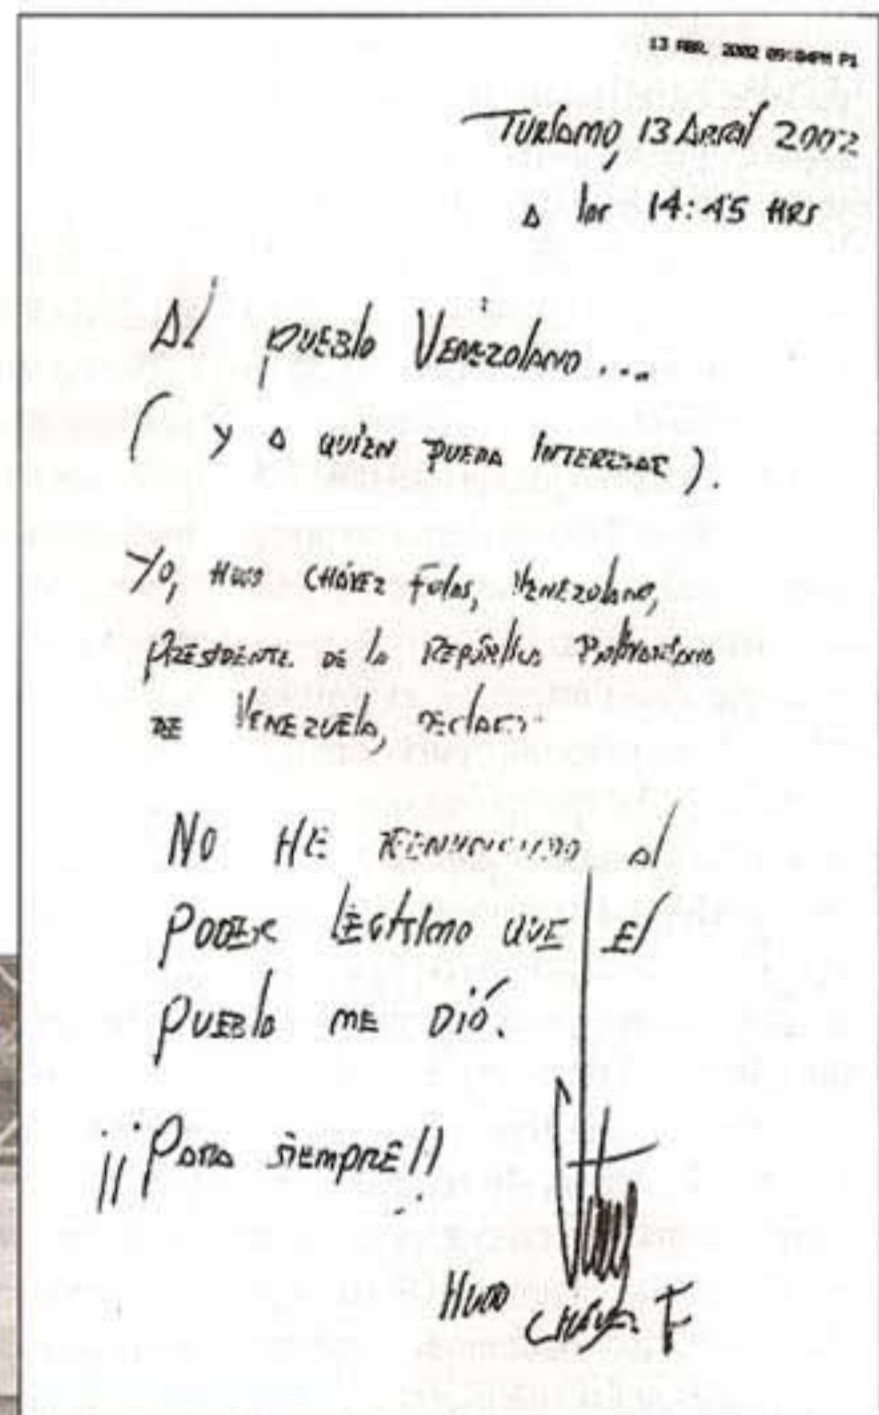 13 ABR. 2002 09:04PM P1
TURIAMO, 13 ABRil 2002
A las 14:45 HRS
Al pUEBlo VENEZOlANO...
( Y A QUIEN PUEDA INTERESAR ).
YO, HUGO CHÁVEZ FRÍAS, VENEZOlANO,
PRESIDENTE DE lA REPÚBlICA BOlIVARIANA
DE VENEZUElA, DEClARO:
NO HE RENUNCIADO Al
PODER lEGÍTIMO QUE El
PUEBlo ME DIÓ.
¡¡PARA SIEMPRE!!
HUGO CHÁVEZ F